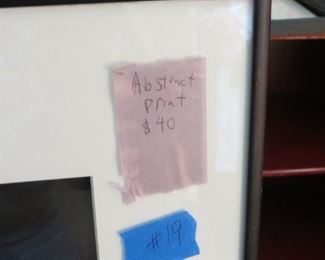 Abstract
Print
$40
#19